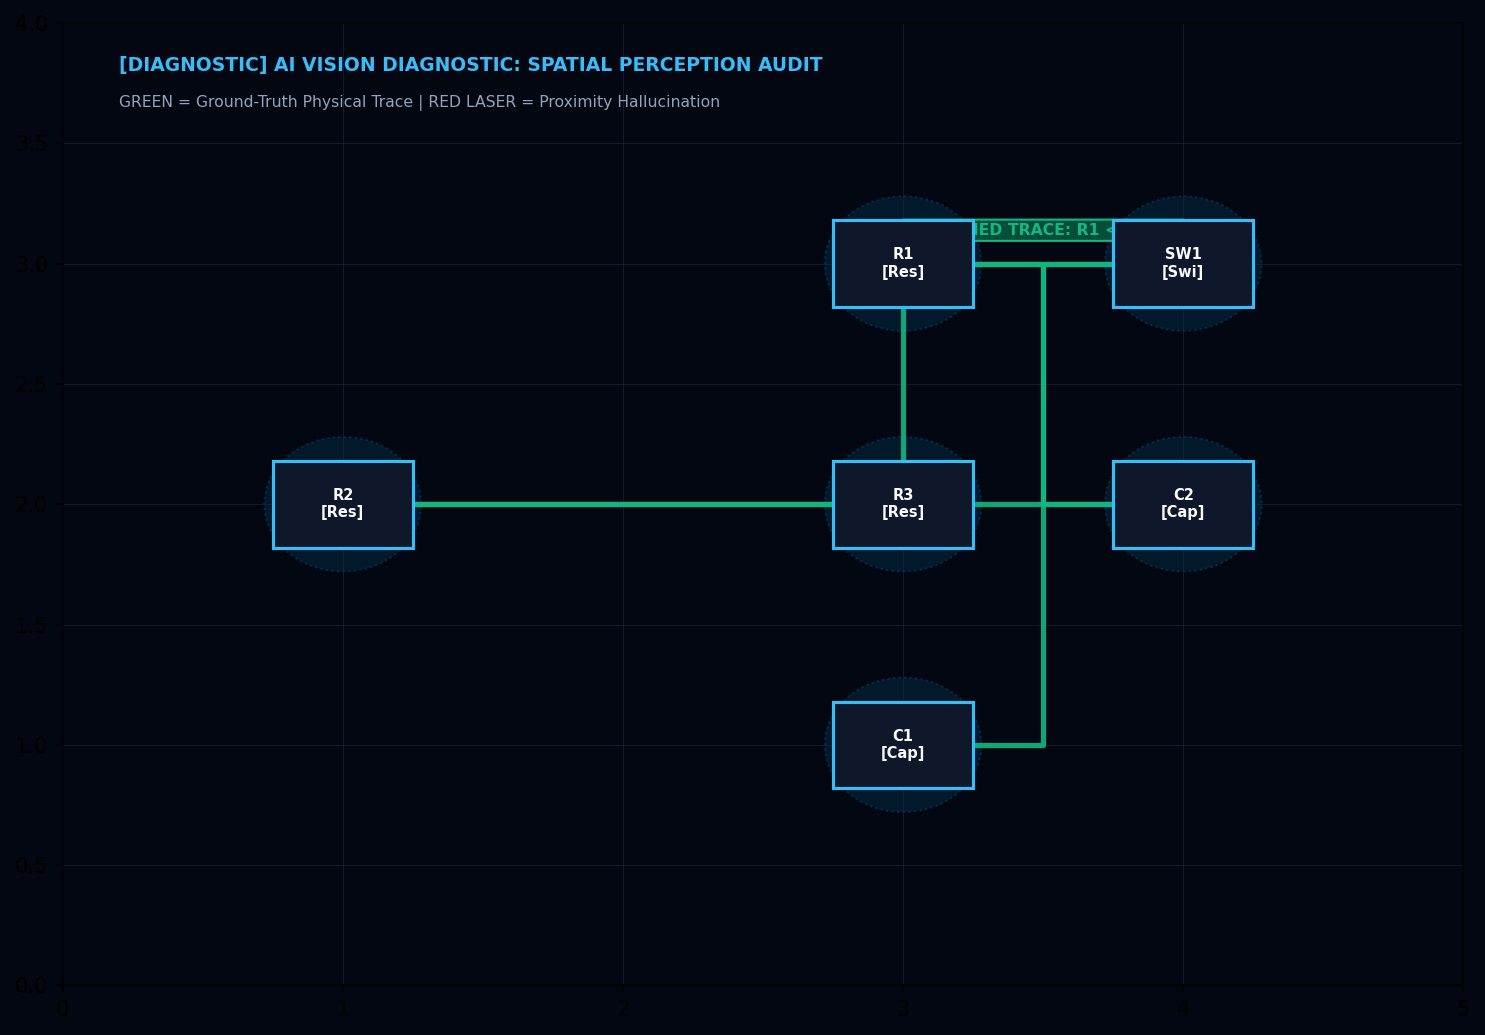 [DIAGNOSTIC] AI VISION DIAGNOSTIC: SPATIAL PERCEPTION AUDIT
GREEN = Ground-Truth Physical Trace | RED LASER = Proximity Hallucination
4.0
3.5
3.0
2.5
2.0
1.5
1.0
0.5
0.0
TRACE: R1
R1
[Res]
SW1
[Swi]
R2
[Res]
R3
[Res]
C2
[Cap]
C1
[Cap]
0
1
2
3
4
5